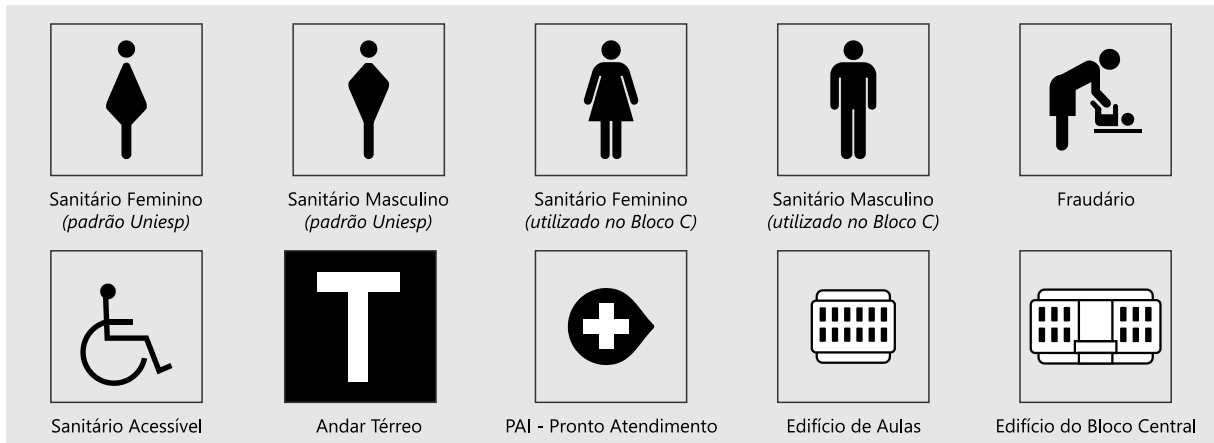 Sanitário Feminino
(padrão Uniesp)
Sanitário Masculino
(padrão Uniesp)
Sanitário Feminino
(utilizado no Bloco C)
Sanitário Masculino
(utilizado no Bloco C)
Fraudário
Sanitário Acessível
T
Andar Térreo
PAI - Pronto Atendimento
Edifício de Aulas
Edifício do Bloco Central